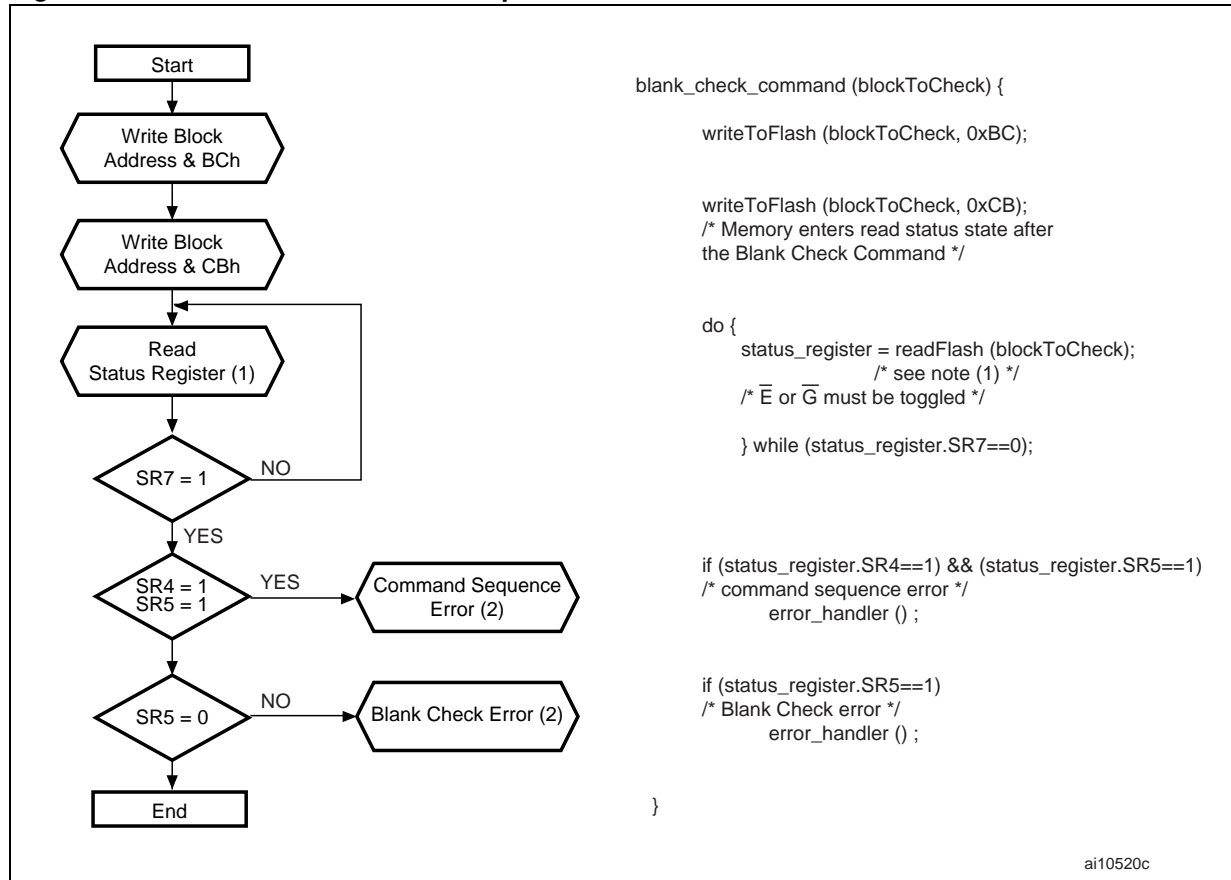 Start
Write Block
Address & BCh
Write Block
Address & CBh
Read
Status Register (1)
SR7 = 1
NO
YES
SR4 = 1
SR5 = 1
YES
Command Sequence
Error (2)
SR5 = 0
NO
Blank Check Error (2)
End
blank_check_command (blockToCheck) {
writeToFlash (blockToCheck, 0xBC);
writeToFlash (blockToCheck, 0xCB);
/* Memory enters read status state after
the Blank Check Command */
do {
status_register = readFlash (blockToCheck);
/* see note (1) */
/* E̅ or G̅ must be toggled */
} while (status_register.SR7==0);
if (status_register.SR4==1) && (status_register.SR5==1)
/* command sequence error */
error_handler () ;
if (status_register.SR5==1)
/* Blank Check error */
error_handler () ;
}
ai10520c